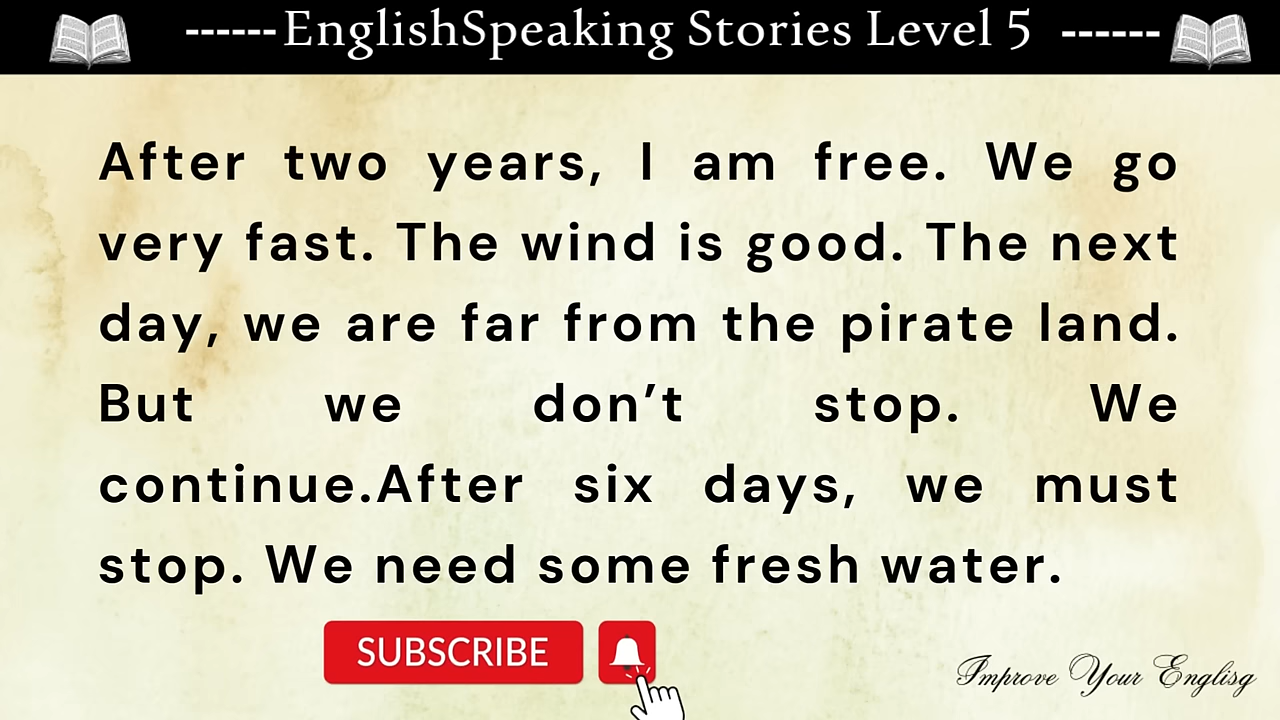 ------EnglishSpeaking Stories Level 5 ------
After two years, I am free. We go
very fast. The wind is good. The next
day, we are far from the pirate land.
But we don’t stop. We
continue.After six days, we must
stop. We need some fresh water.
SUBSCRIBE
Improve Your Englisg